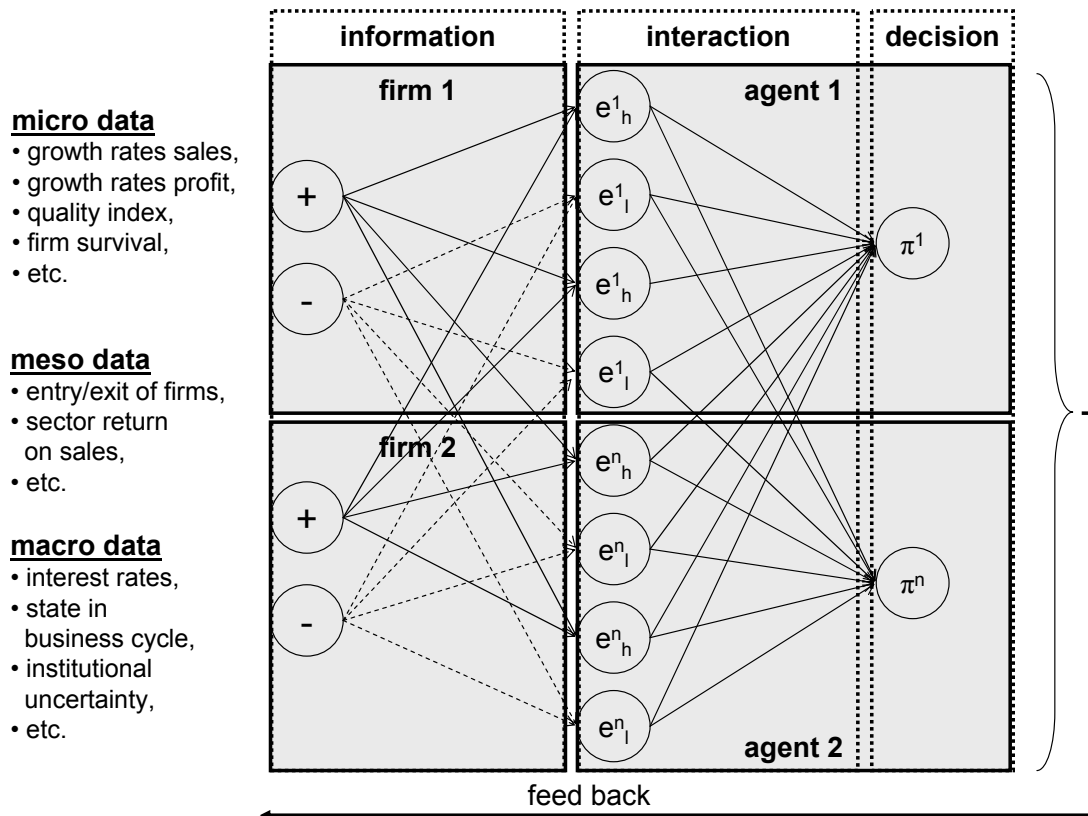 information
interaction
decision
micro data
• growth rates sales,
• growth rates profit,
• quality index,
• firm survival,
• etc.
meso data
• entry/exit of firms,
• sector return
on sales,
• etc.
macro data
• interest rates,
• state in
business cycle,
• institutional
uncertainty,
• etc.
firm 1
+
-
firm 2
+
-
agent 1
e¹ₕ
e¹ₗ
e¹ₕ
e¹ₗ
eⁿₕ
eⁿₗ
eⁿₕ
eⁿₗ
agent 2
π¹
πⁿ
feed back